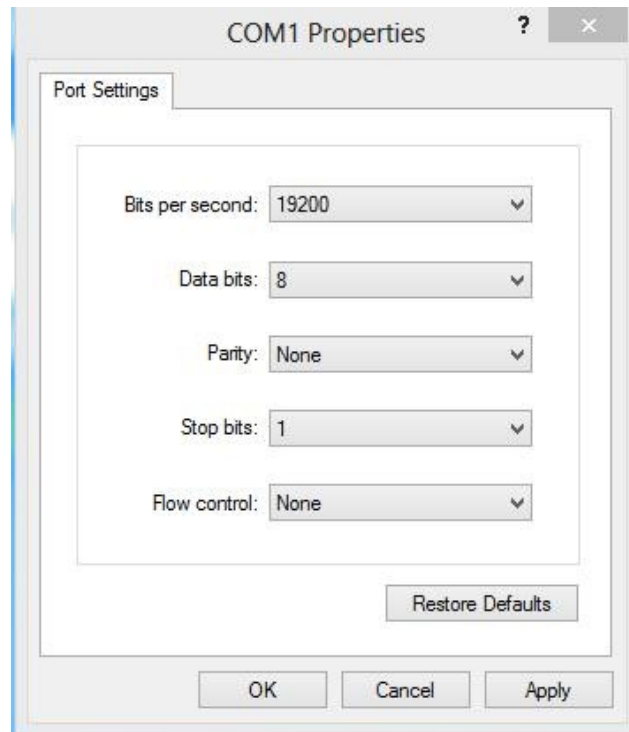 COM1 Properties ? ×
Port Settings
Bits per second: 19200
Data bits: 8
Parity: None
Stop bits: 1
Flow control: None
Restore Defaults
OK Cancel Apply